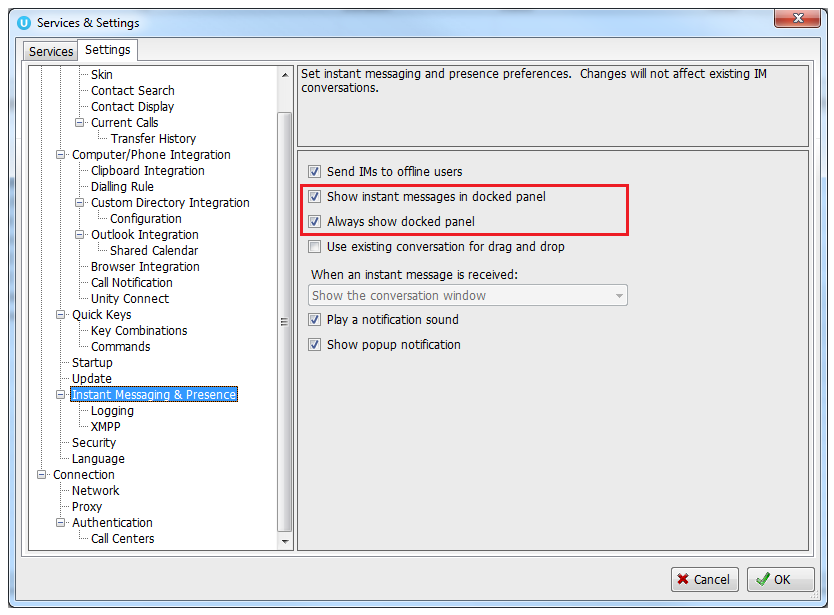 Services & Settings
Services
Settings
Skin
Contact Search
Contact Display
Current Calls
Transfer History
Computer/Phone Integration
Clipboard Integration
Dialling Rule
Custom Directory Integration
Configuration
Outlook Integration
Shared Calendar
Browser Integration
Call Notification
Unity Connect
Quick Keys
Key Combinations
Commands
Startup
Update
Instant Messaging & Presence
Logging
XMPP
Security
Language
Connection
Network
Proxy
Authentication
Call Centers
Set instant messaging and presence preferences.  Changes will not affect existing IM
conversations.
Send IMs to offline users
Show instant messages in docked panel
Always show docked panel
Use existing conversation for drag and drop
When an instant message is received:
Show the conversation window
Play a notification sound
Show popup notification
Cancel
OK